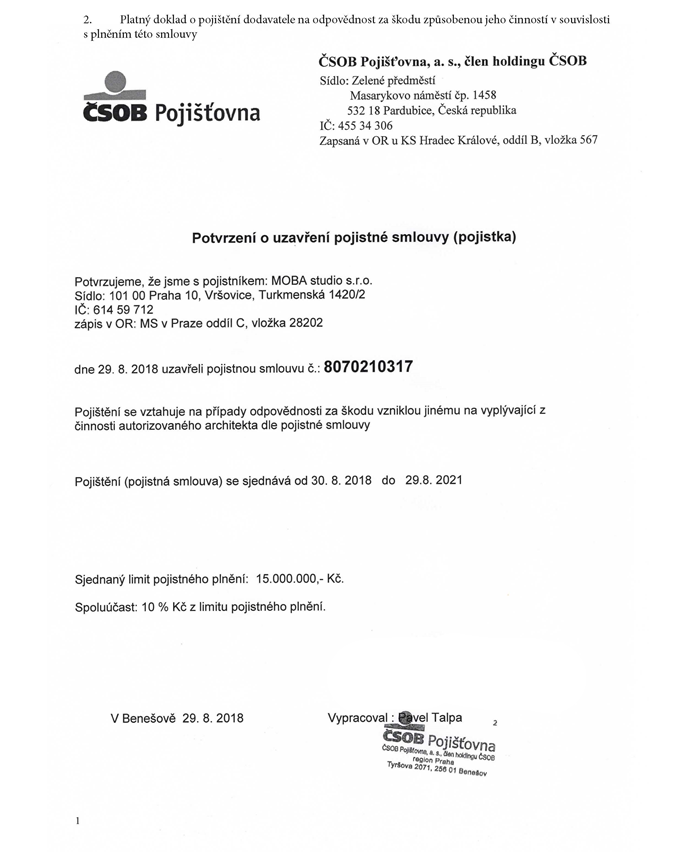 2. Platný doklad o pojištění dodavatele na odpovědnost za škodu způsobenou jeho činností v souvislosti
s plněním této smlouvy
ČSOB Pojišťovna
ČSOB Pojišťovna, a. s., člen holdingu ČSOB
Sídlo: Zelené předměstí
Masarykovo náměstí čp. 1458
532 18 Pardubice, Česká republika
IČ: 455 34 306
Zapsaná v OR u KS Hradec Králové, oddíl B, vložka 567
Potvrzení o uzavření pojistné smlouvy (pojistka)
Potvrzujeme, že jsme s pojistníkem: MOBA studio s.r.o.
Sídlo: 101 00 Praha 10, Vršovice, Turkmenská 1420/2
IČ: 614 59 712
zápis v OR: MS v Praze oddíl C, vložka 28202
dne 29. 8. 2018 uzavřeli pojistnou smlouvu č.: 8070210317
Pojištění se vztahuje na případy odpovědnosti za škodu vzniklou jinému na vyplývající z
činnosti autorizovaného architekta dle pojistné smlouvy
Pojištění (pojistná smlouva) se sjednává od 30. 8. 2018 do 29.8. 2021
Sjednaný limit pojistného plnění: 15.000.000,- Kč.
Spoluúčast: 10 % Kč z limitu pojistného plnění.
V Benešově 29. 8. 2018
Vypracoval : Pavel Talpa
2
ČSOB Pojišťovna
ČSOB Pojišťovna, a. s., člen holdingu ČSOB
region Praha
Tyršova 2071, 256 01 Benešov
1